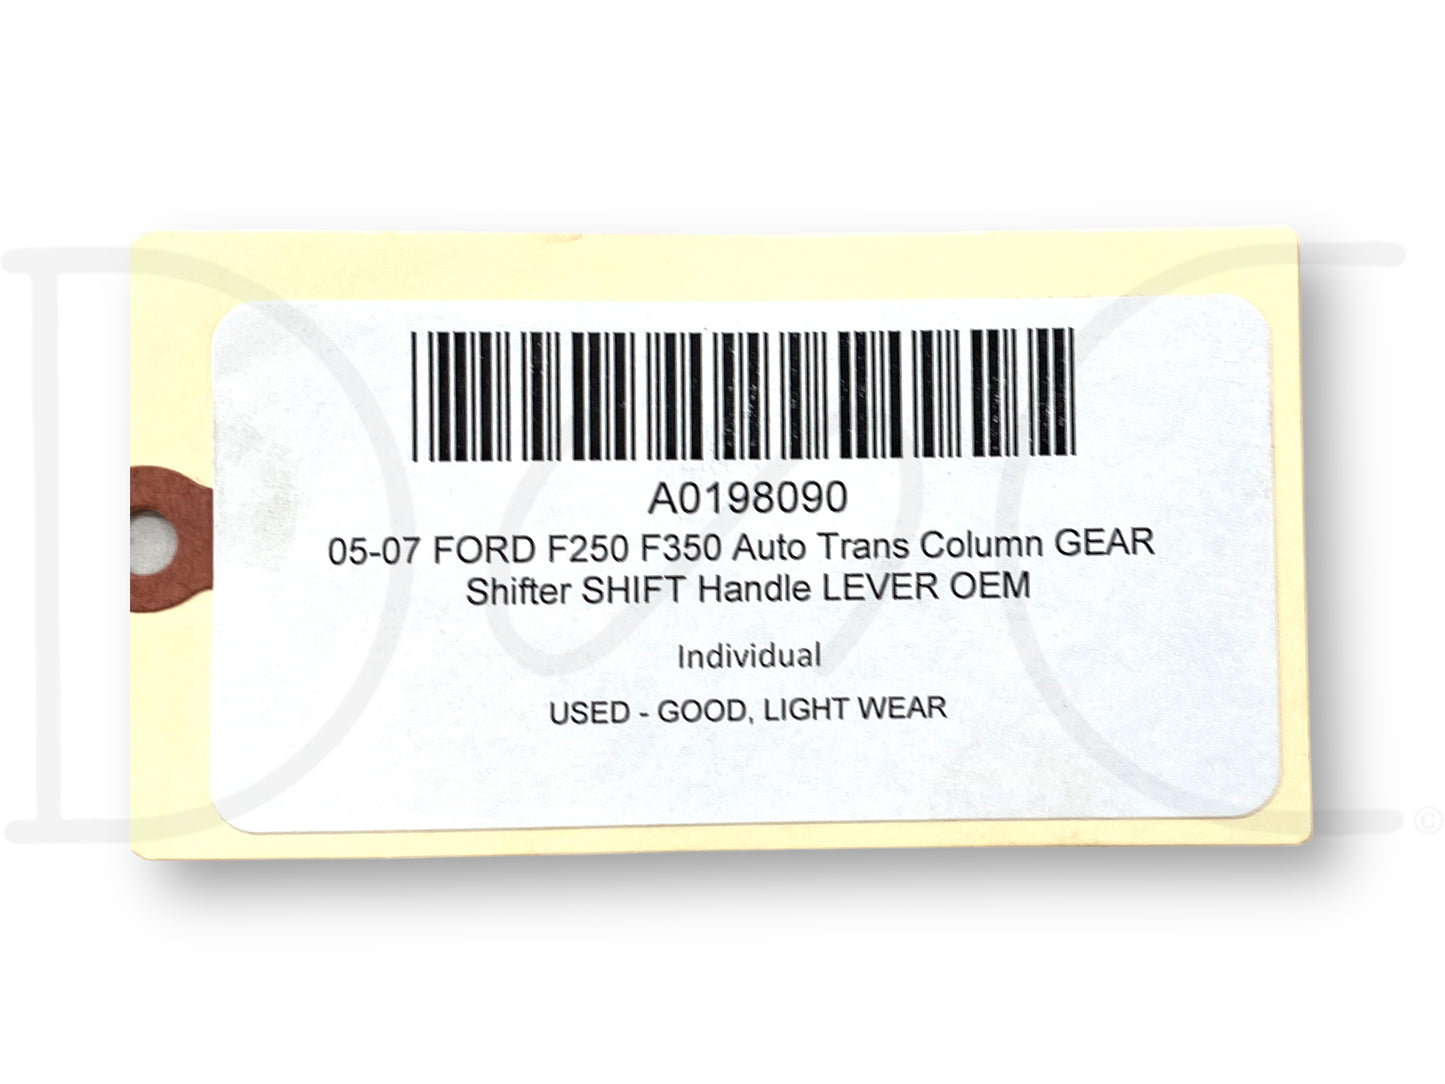 A0198090
05-07 FORD F250 F350 Auto Trans Column GEAR
Shifter SHIFT Handle LEVER OEM
Individual
USED - GOOD, LIGHT WEAR
©